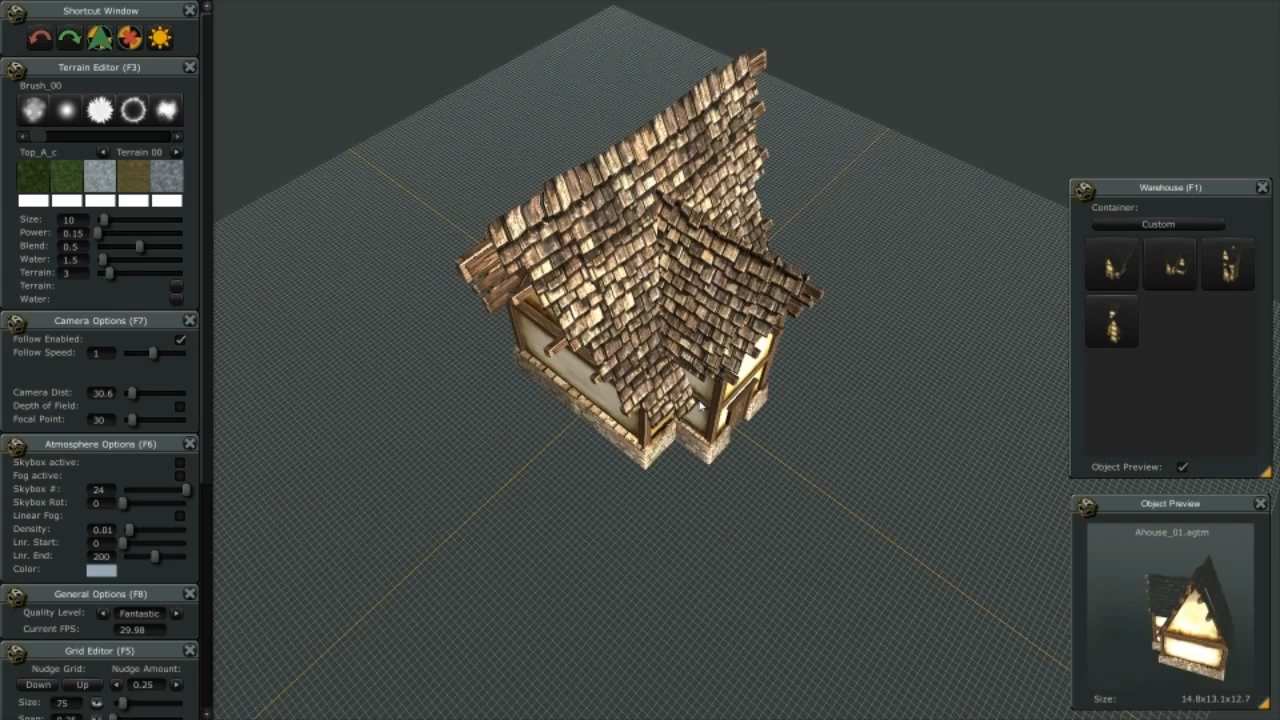 Shortcut Window
Terrain Editor (F3)
Brush_00
Top_A_c
Terrain 00
Size: 10
Power: 0.15
Blend: 0.5
Water: 1.5
Terrain: 3
Terrain:
Water:
Camera Options (F7)
Follow Enabled:
Follow Speed: 1
Camera Dist: 30.6
Depth of Field:
Focal Point: 30
Atmosphere Options (F6)
Skybox active:
Fog active:
Skybox #: 24
Skybox Rot: 0
Linear Fog:
Density: 0.01
Lnr. Start: 0
Lnr. End: 200
Color:
General Options (F8)
Quality Level: Fantastic
Current FPS: 29.98
Grid Editor (F5)
Nudge Grid: Nudge Amount:
Down Up 0.25
Size: 75
Snap: 0.25
Warehouse (F1)
Container:
Custom
Object Preview:
Object Preview
Ahouse_01.agtm
Size: 14.8x13.1x12.7